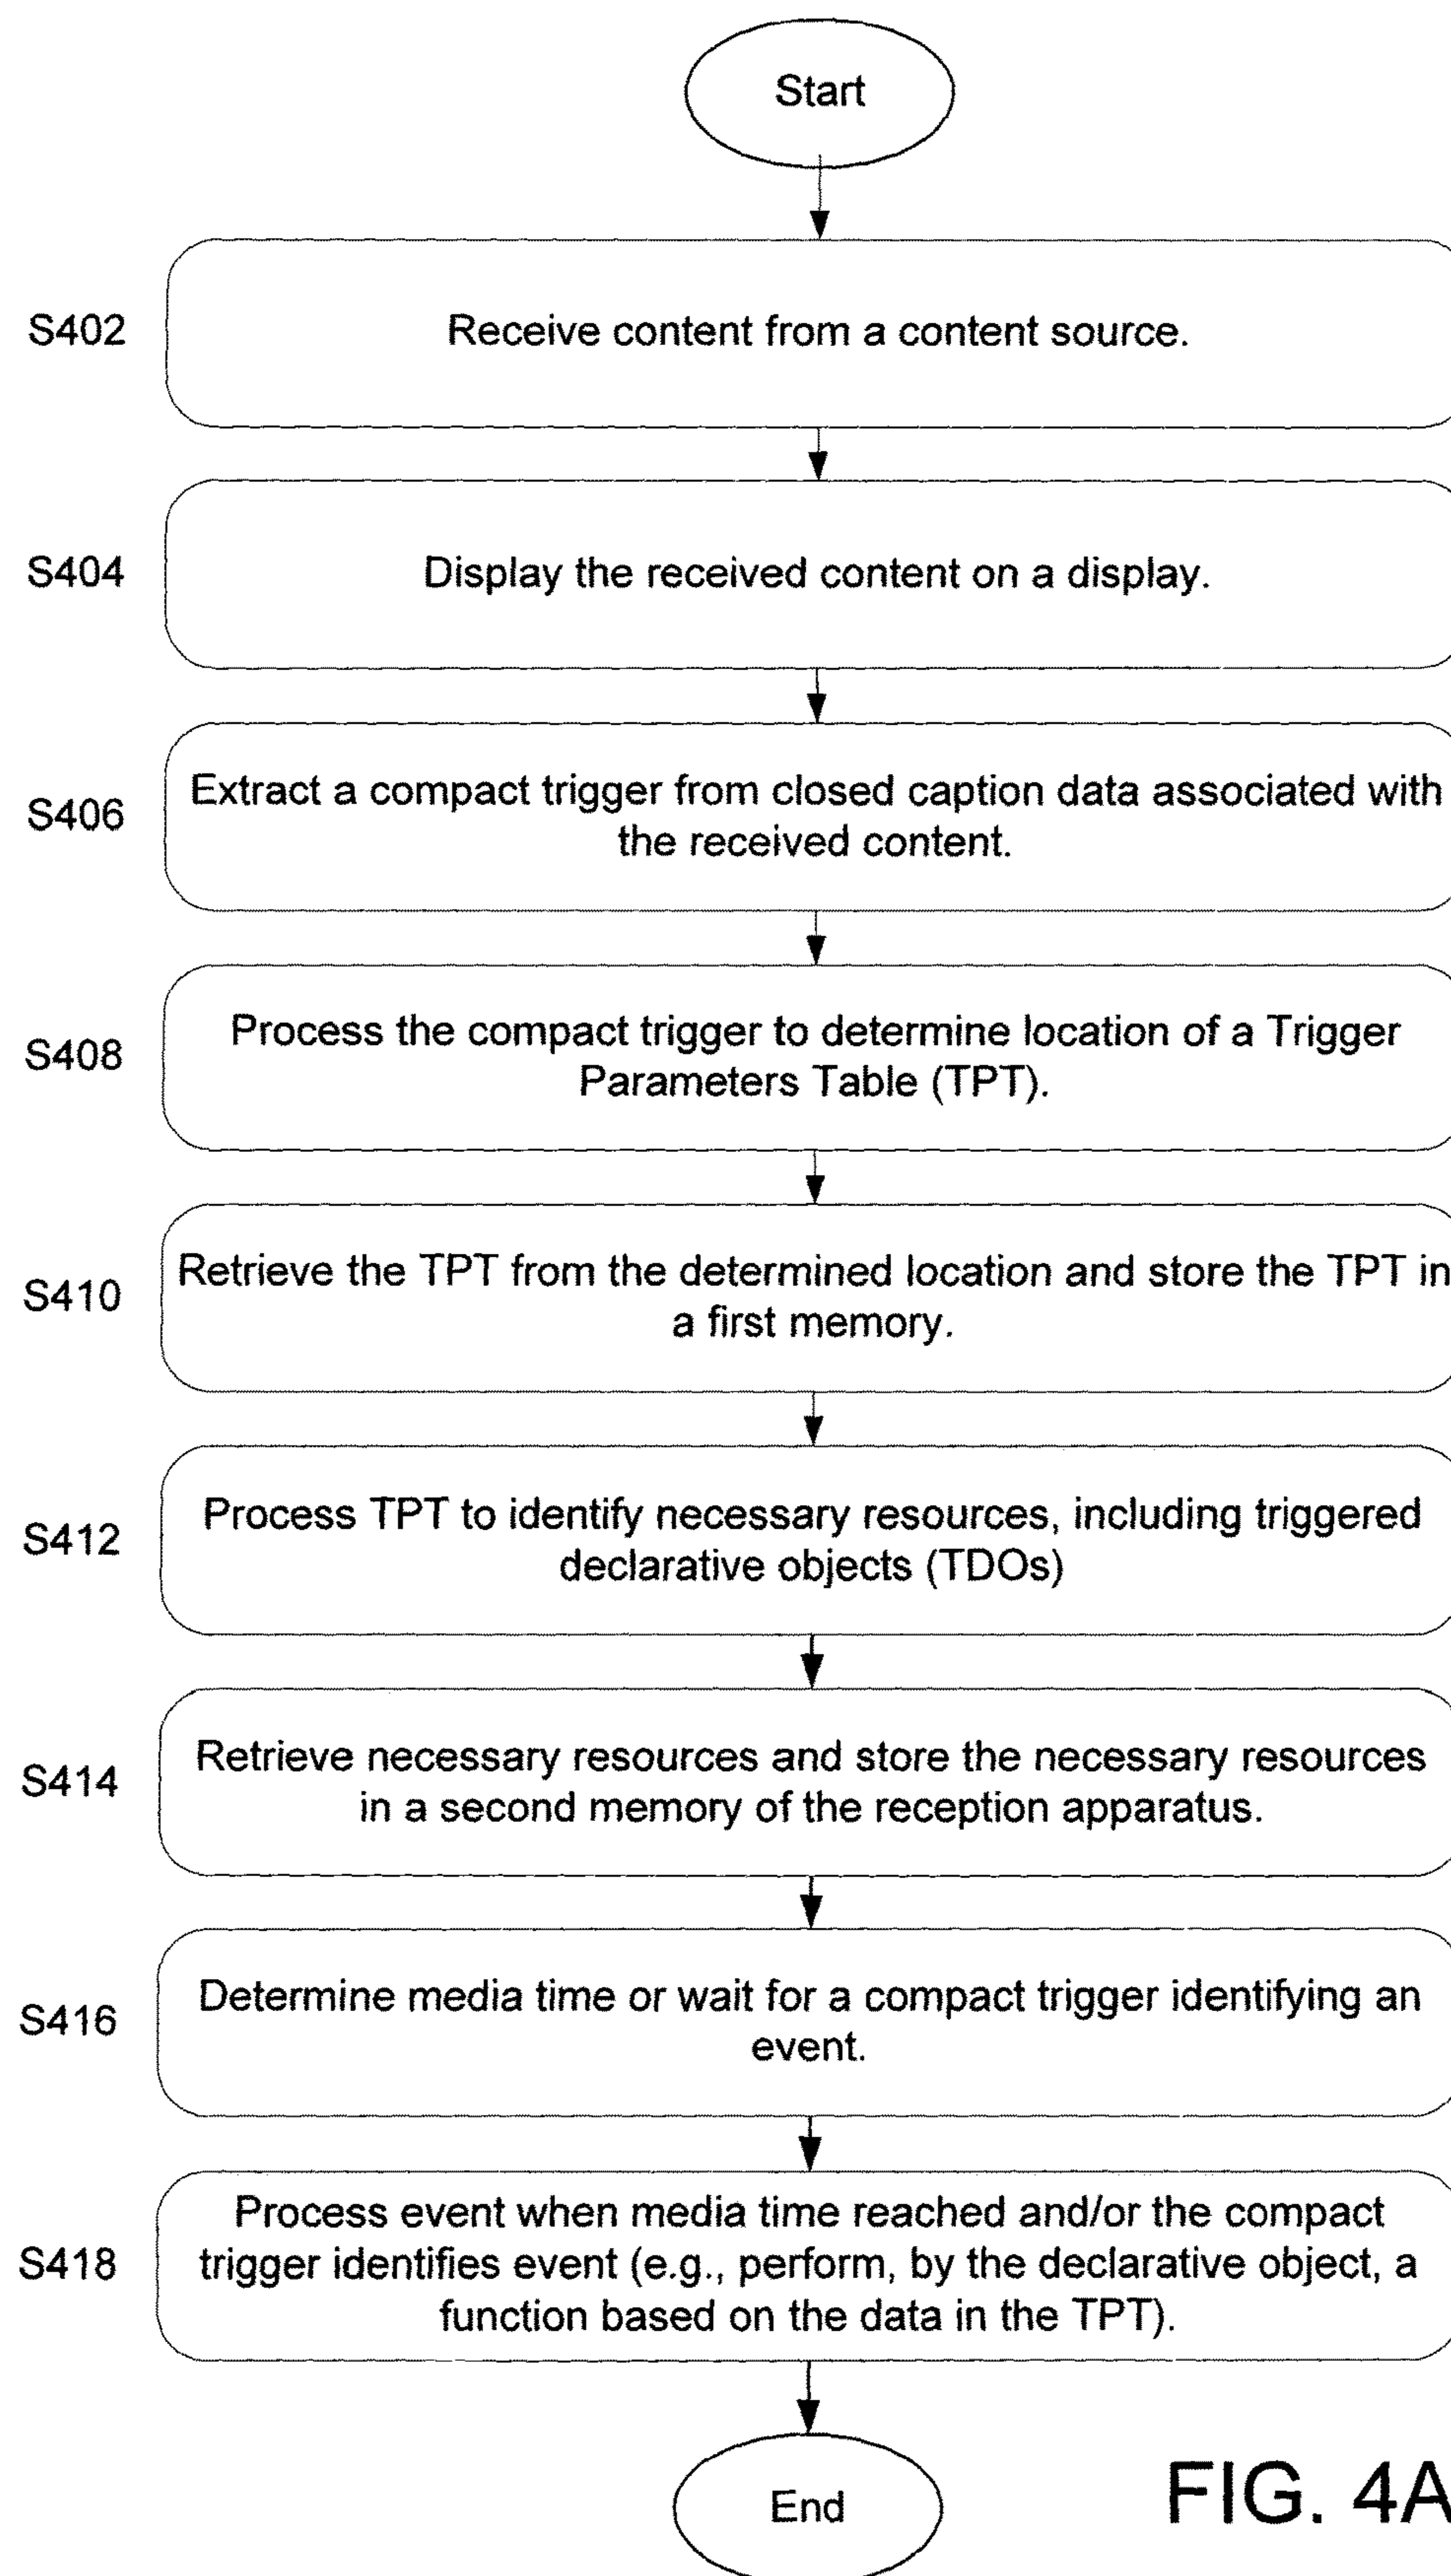 Start
S402
Receive content from a content source.
S404
Display the received content on a display.
S406
Extract a compact trigger from closed caption data associated with
the received content.
S408
Process the compact trigger to determine location of a Trigger
Parameters Table (TPT).
S410
Retrieve the TPT from the determined location and store the TPT in
a first memory.
S412
Process TPT to identify necessary resources, including triggered
declarative objects (TDOs)
S414
Retrieve necessary resources and store the necessary resources
in a second memory of the reception apparatus.
S416
Determine media time or wait for a compact trigger identifying an
event.
S418
Process event when media time reached and/or the compact
trigger identifies event (e.g., perform, by the declarative object, a
function based on the data in the TPT).
End
FIG. 4A